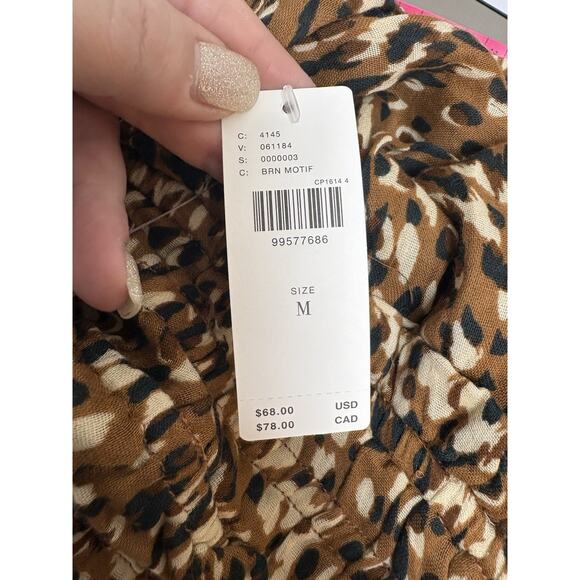 C: 4145
V: 061184
S: 0000003
C: BRN MOTIF
CP1614 4
99577686
SIZE
M
$68.00 USD
$78.00 CAD